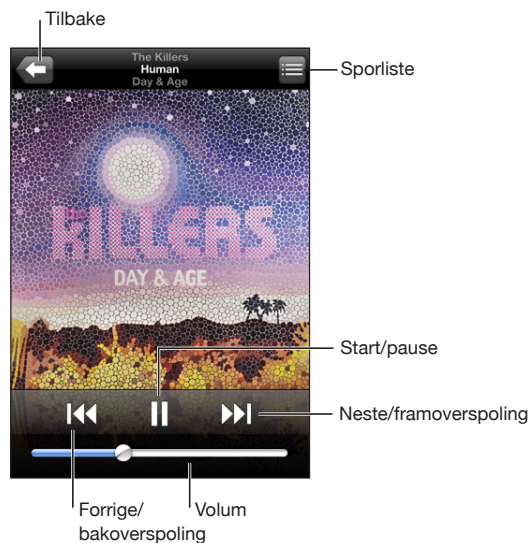 Tilbake
The Killers
Human
Day & Age
Sporliste
The
KILLERS
DAY & AGE
Start/pause
Neste/framoverspoling
Forrige/
bakoverspoling
Volum